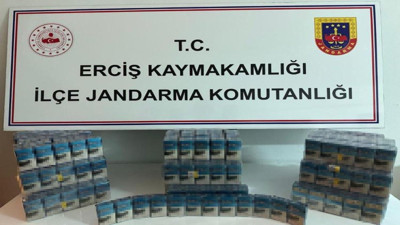 T.C.
ERCİŞ KAYMAKAMLIĞI
İLÇE JANDARMA KOMUTANLIĞI